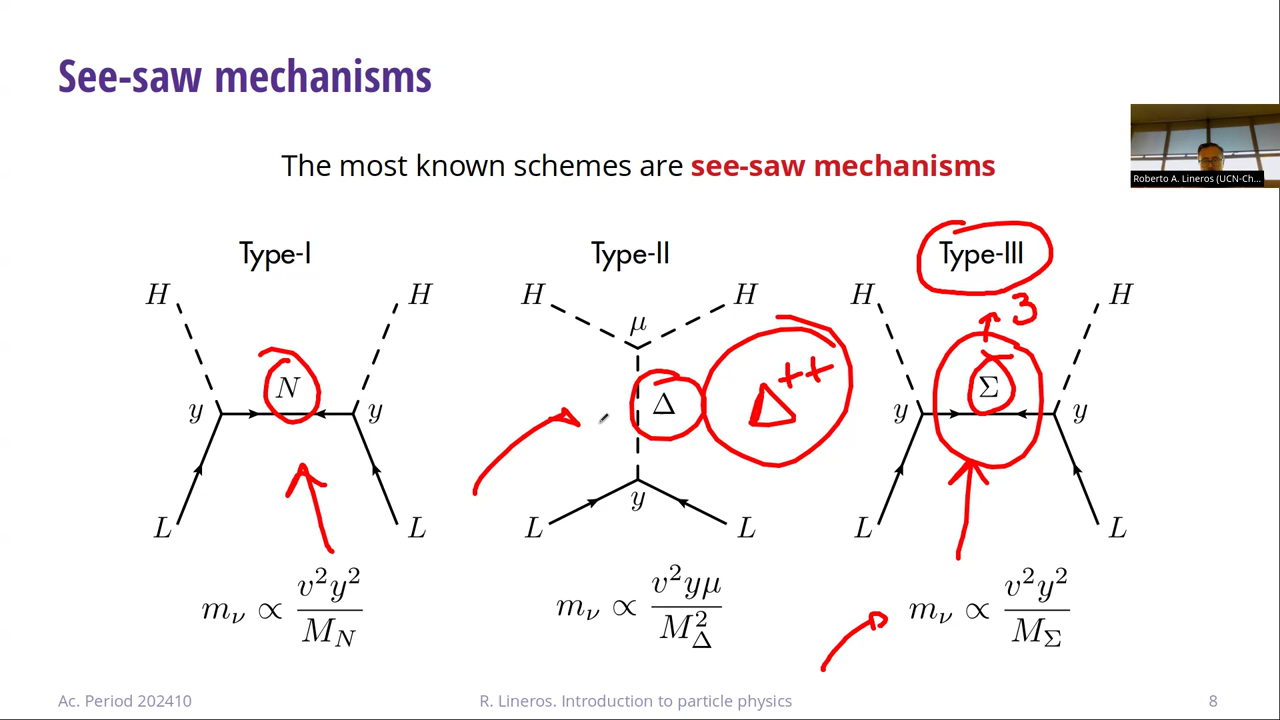 See-saw mechanisms
The most known schemes are see-saw mechanisms
Roberto A. Lineros (UCN-Ch...
Type-I
Type-II
Type-III
H H
H H
H H
3
μ
N
Δ
Δ++
Σ
y y
y y
y
L L
L L
L L
m_ν ∝ v²y²/M_N
m_ν ∝ v²yμ/M_Δ²
m_ν ∝ v²y²/M_Σ
Ac. Period 202410
R. Lineros. Introduction to particle physics
8